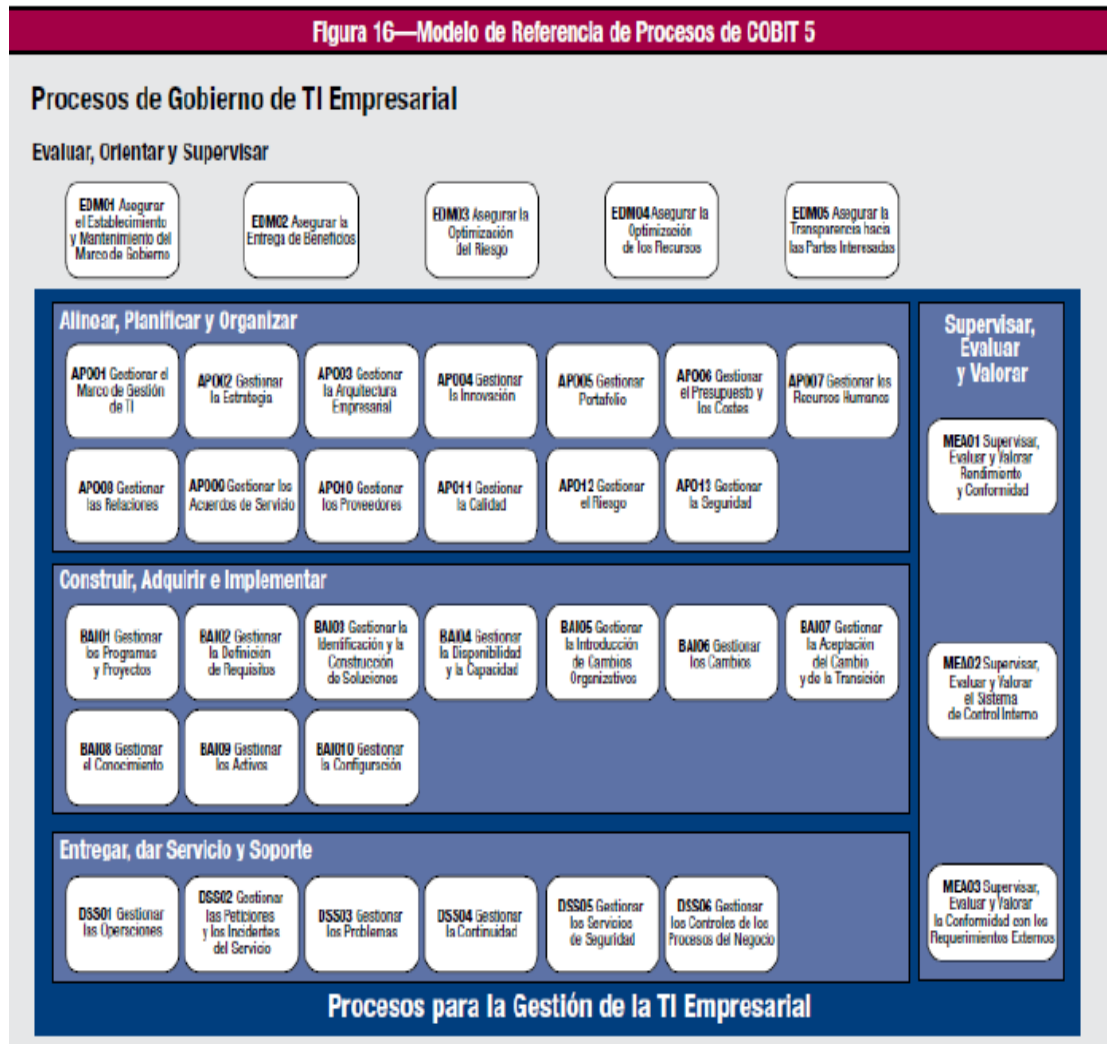 Figura 16—Modelo de Referencia de Procesos de COBIT 5
Procesos de Gobierno de TI Empresarial
Evaluar, Orientar y Supervisar
EDM01 Asegurar
el Establecimiento
y Mantenimiento del
Marco de Gobierno
EDM02 Asegurar la
Entrega de Beneficios
EDM03 Asegurar la
Optimización
del Riesgo
EDM04 Asegurar la
Optimización
de los Recursos
EDM05 Asegurar la
Transparencia hacia
las Partes Interesadas
Alinear, Planificar y Organizar
APO01 Gestionar el
Marco de Gestión
de TI
APO02 Gestionar
la Estrategia
APO03 Gestionar
la Arquitectura
Empresarial
APO04 Gestionar
la Innovación
APO05 Gestionar
Portafolio
APO06 Gestionar
el Presupuesto y
los Costes
APO07 Gestionar los
Recursos Humanos
APO08 Gestionar
las Relaciones
APO09 Gestionar los
Acuerdos de Servicio
APO10 Gestionar
los Proveedores
APO11 Gestionar
la Calidad
APO12 Gestionar
el Riesgo
APO13 Gestionar
la Seguridad
Construir, Adquirir e Implementar
BAI01 Gestionar
los Programas
y Proyectos
BAI02 Gestionar
la Definición
de Requisitos
BAI03 Gestionar la
Identificación y la
Construcción
de Soluciones
BAI04 Gestionar
la Disponibilidad
y la Capacidad
BAI05 Gestionar
la Introducción
de Cambios
Organizativos
BAI06 Gestionar
los Cambios
BAI07 Gestionar
la Aceptación
del Cambio
y de la Transición
BAI08 Gestionar
el Conocimiento
BAI09 Gestionar
los Activos
BAI010 Gestionar
la Configuración
Entregar, dar Servicio y Soporte
DSS01 Gestionar
las Operaciones
DSS02 Gestionar
las Peticiones
y los Incidentes
del Servicio
DSS03 Gestionar
los Problemas
DSS04 Gestionar
la Continuidad
DSS05 Gestionar
los Servicios
de Seguridad
DSS06 Gestionar
los Controles de los
Procesos del Negocio
Supervisar,
Evaluar
y Valorar
MEA01 Supervisar,
Evaluar y Valorar
Rendimiento
y Conformidad
MEA02 Supervisar,
Evaluar y Valorar
el Sistema
de Control Interno
MEA03 Supervisar,
Evaluar y Valorar
la Conformidad con los
Requerimientos Externos
Procesos para la Gestión de la TI Empresarial